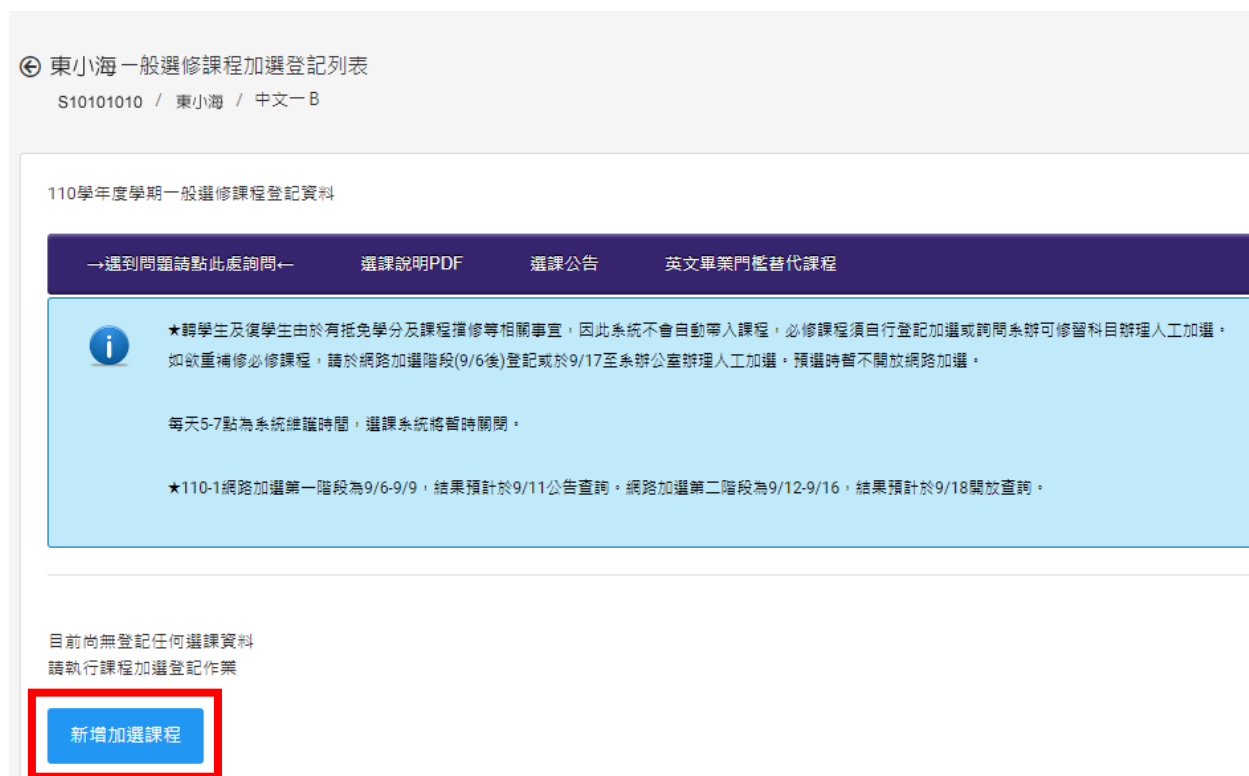 東小海一般選修課程加選登記列表
S10101010 / 東小海 / 中文一B
110學年度學期一般選修課程登記資料
→遇到問題請點此處詢問← 選課說明PDF 選課公告 英文畢業門檻替代課程
★轉學生及復學生由於有抵免學分及課程擋修等相關事宜，因此系統不會自動帶入課程，必修課程須自行登記加選或詢問系辦可修習科目辦理人工加選。
如欲重補修必修課程，請於網路加選階段(9/6後)登記或於9/17至系辦公室辦理人工加選。預選時暫不開放網路加選。
每天5-7點為系統維護時間，選課系統將暫時關閉。
★110-1網路加選第一階段為9/6-9/9，結果預計於9/11公告查詢。網路加選第二階段為9/12-9/16，結果預計於9/18開放查詢。
目前尚無登記任何選課資料
請執行課程加選登記作業
新增加選課程